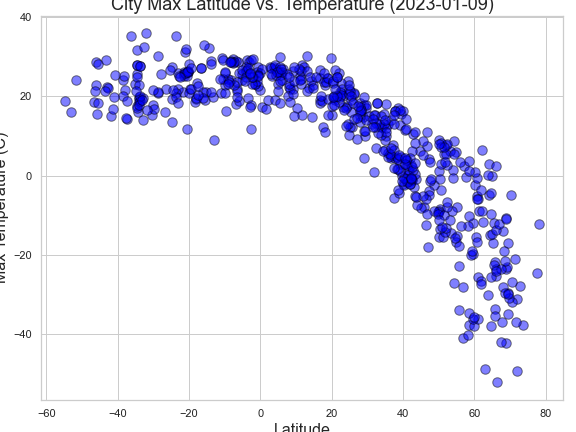 City Max Latitude vs. Temperature (2023-01-09)
40
20
0
−20
−40
Max Temperature (C)
−60 −40 −20 0 20 40 60 80
Latitude